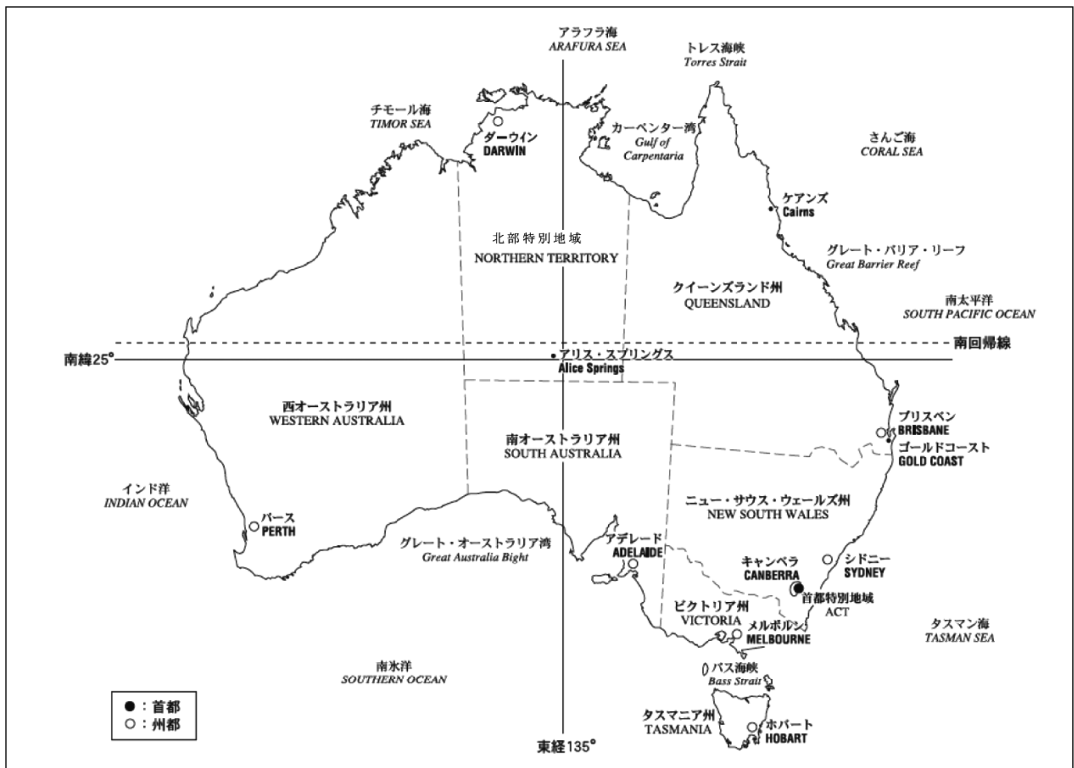 アラフラ海
ARAFURA SEA
トレス海峡
Torres Strait
チモール海
TIMOR SEA
ダーウィン
DARWIN
カーペンター湾
Gulf of
Carpentaria
さんご海
CORAL SEA
ケアンズ
Cairns
北部特別地域
NORTHERN TERRITORY
グレート・バリア・リーフ
Great Barrier Reef
クイーンズランド州
QUEENSLAND
南太平洋
SOUTH PACIFIC OCEAN
南回帰線
南緯25°
アリス・スプリングス
Alice Springs
西オーストラリア州
WESTERN AUSTRALIA
ブリスベン
BRISBANE
南オーストラリア州
SOUTH AUSTRALIA
ゴールドコースト
GOLD COAST
インド洋
INDIAN OCEAN
ニュー・サウス・ウェールズ州
NEW SOUTH WALES
パース
PERTH
グレート・オーストラリア湾
Great Australia Bight
アデレード
ADELAIDE
キャンベラ
CANBERRA
シドニー
SYDNEY
首都特別地域
ACT
ビクトリア州
VICTORIA
メルボルン
MELBOURNE
タスマン海
TASMAN SEA
南氷洋
SOUTHERN OCEAN
バス海峡
Bass Strait
●:首都
○:州都
タスマニア州
TASMANIA
ホバート
HOBART
東経135°